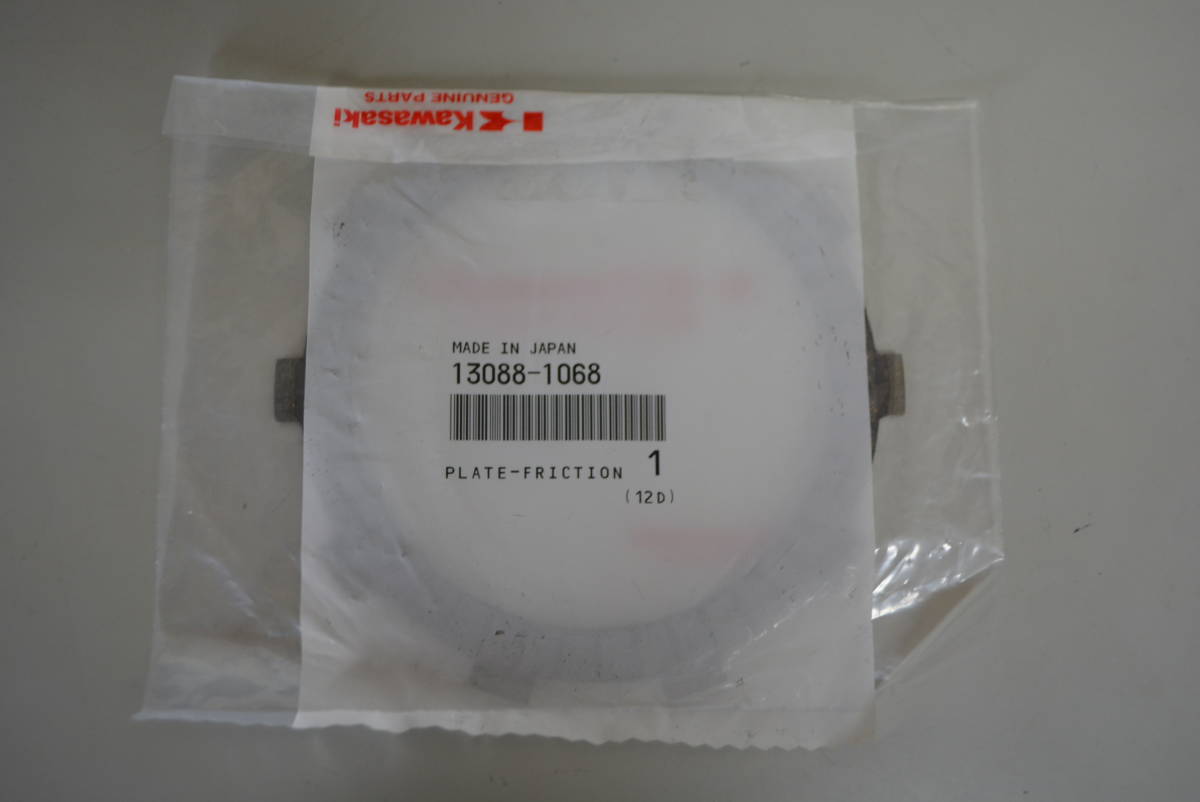 Kawasaki
GENUINE PARTS
MADE IN JAPAN
13088-1068
PLATE-FRICTION 1
(12D)